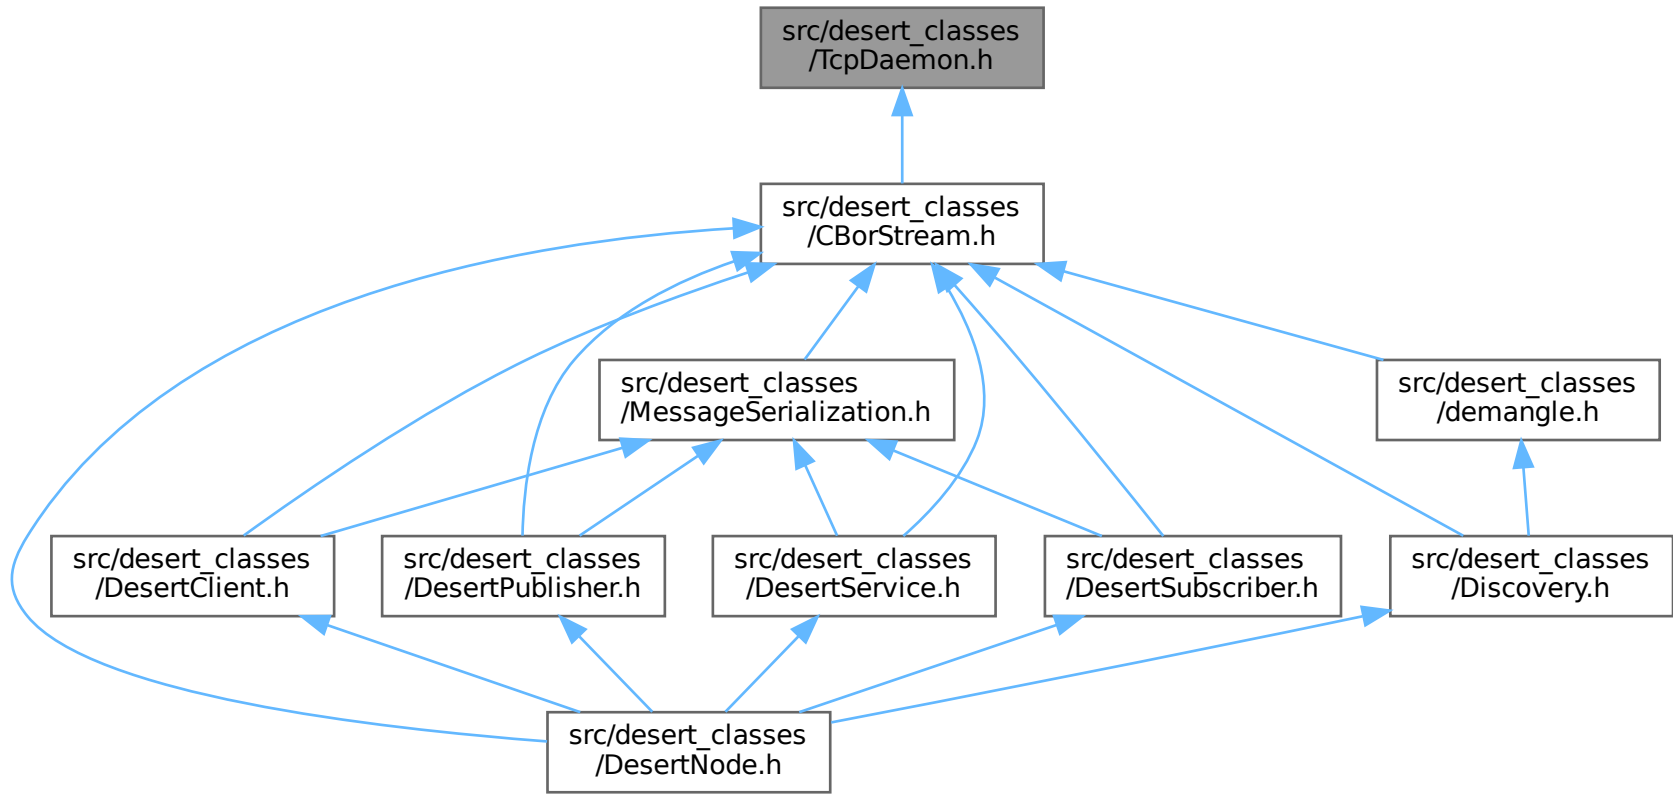 src/desert_classes
/TcpDaemon.h
src/desert_classes
/CBorStream.h
src/desert_classes
/MessageSerialization.h
src/desert_classes
/demangle.h
src/desert_classes
/DesertClient.h
src/desert_classes
/DesertPublisher.h
src/desert_classes
/DesertService.h
src/desert_classes
/DesertSubscriber.h
src/desert_classes
/Discovery.h
src/desert_classes
/DesertNode.h